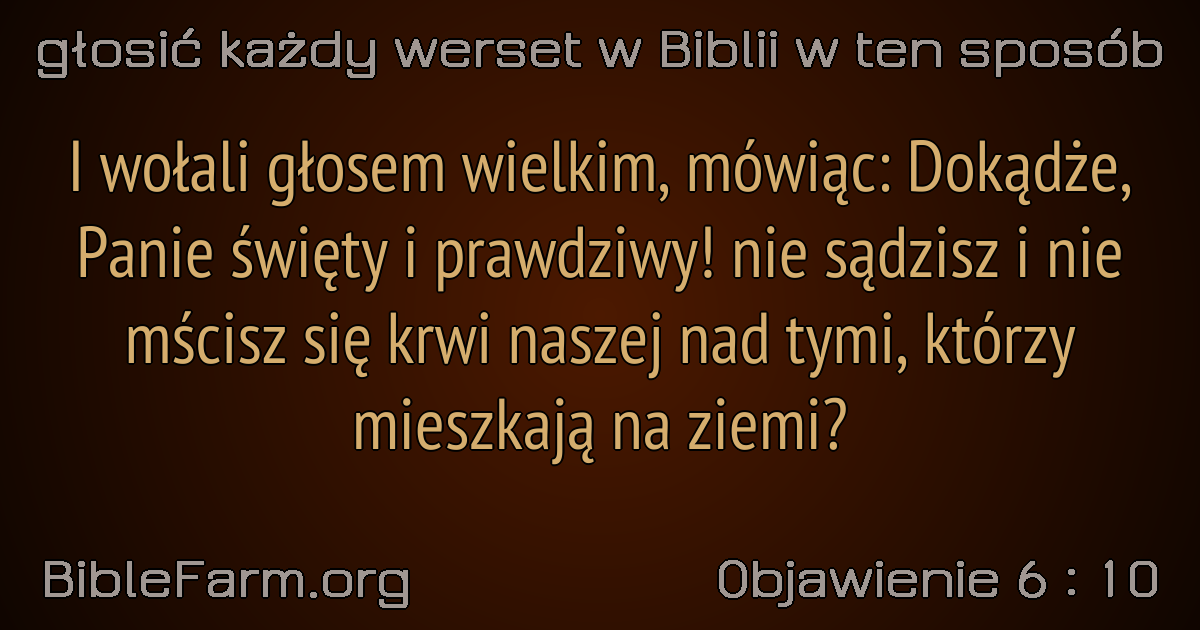 głosić każdy werset w Biblii w ten sposób
I wołali głosem wielkim, mówiąc: Dokądże,
Panie święty i prawdziwy! nie sądzisz i nie
mścisz się krwi naszej nad tymi, którzy
mieszkają na ziemi?
BibleFarm.org
Objawienie 6 : 10